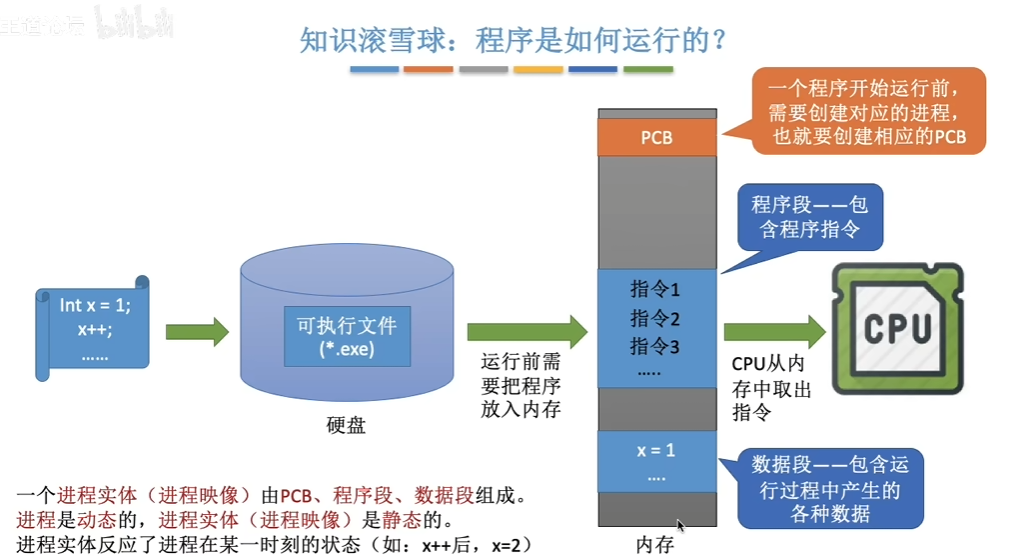 bilibili
知识滚雪球：程序是如何运行的？
一个程序开始运行前，
需要创建对应的进程，
也就要创建相应的PCB
PCB
程序段——包
含程序指令
Int x = 1;
x++;
……
可执行文件
(*.exe)
硬盘
运行前需
要把程序
放入内存
指令1
指令2
指令3
…..
CPU从内
存中取出
指令
CPU
x = 1
….
数据段——包含运
行过程中产生的
各种数据
内存
一个进程实体（进程映像）由PCB、程序段、数据段组成。
进程是动态的，进程实体（进程映像）是静态的。
进程实体反应了进程在某一时刻的状态（如：x++后，x=2）